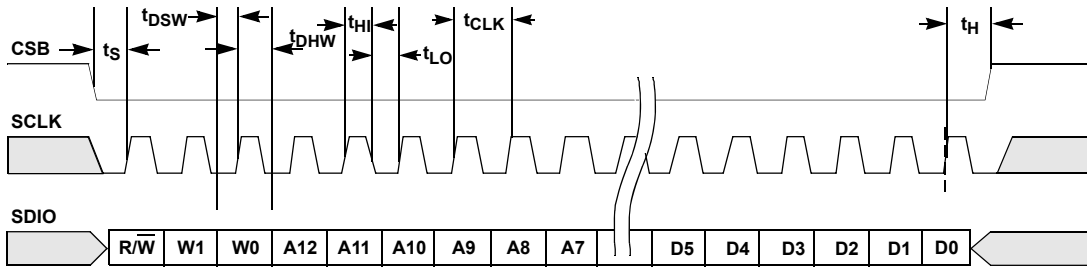 tDSW tHI tCLK tH
CSB tS tDHW tLO
SCLK
SDIO
R/W̅ W1 W0 A12 A11 A10 A9 A8 A7 D5 D4 D3 D2 D1 D0